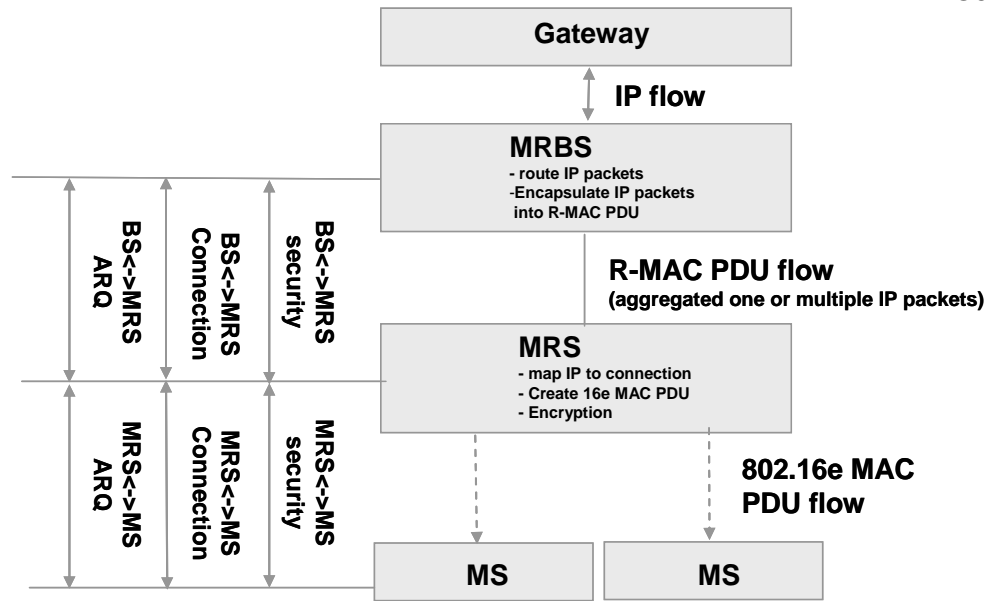 Gateway
IP flow
MRBS
- route IP packets
-Encapsulate IP packets
into R-MAC PDU
BS<->MRS
ARQ
BS<->MRS
Connection
BS<->MRS
security
R-MAC PDU flow
(aggregated one or multiple IP packets)
MRS
- map IP to connection
- Create 16e MAC PDU
- Encryption
MRS<->MS
ARQ
MRS<->MS
Connection
MRS<->MS
security
802.16e MAC
PDU flow
MS
MS